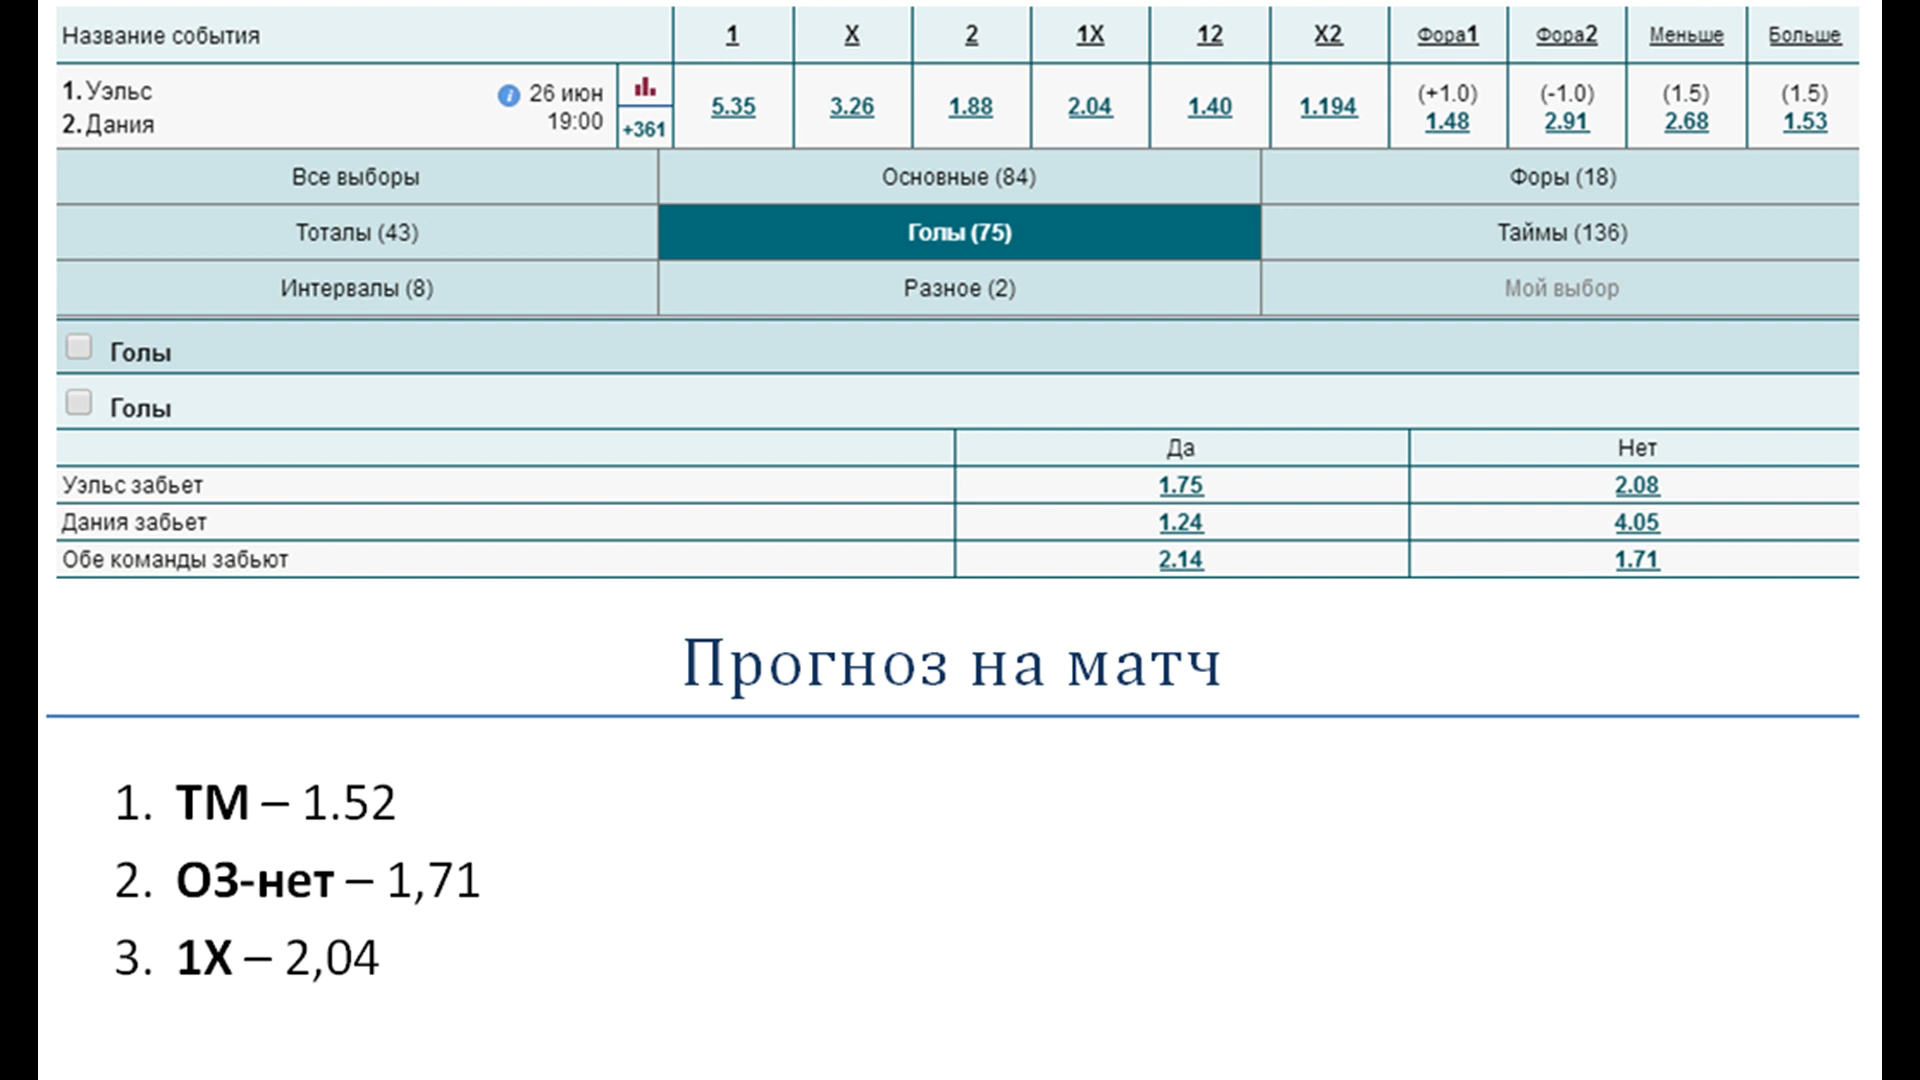 Название события 1 X 2 1X 12 X2 Фора1 Фора2 Меньше Больше
1. Уэльс 26 июн 5.35 3.26 1.88 2.04 1.40 1.194 (+1.0) (-1.0) (1.5) (1.5)
2. Дания 19:00 +361 1.48 2.91 2.68 1.53
Все выборы Основные (84) Форы (18)
Тоталы (43) Голы (75) Таймы (136)
Интервалы (8) Разное (2) Мой выбор
Голы
Голы
Да Нет
Уэльс забьет 1.75 2.08
Дания забьет 1.24 4.05
Обе команды забьют 2.14 1.71
Прогноз на матч
1. ТМ – 1.52
2. ОЗ-нет – 1,71
3. 1Х – 2,04